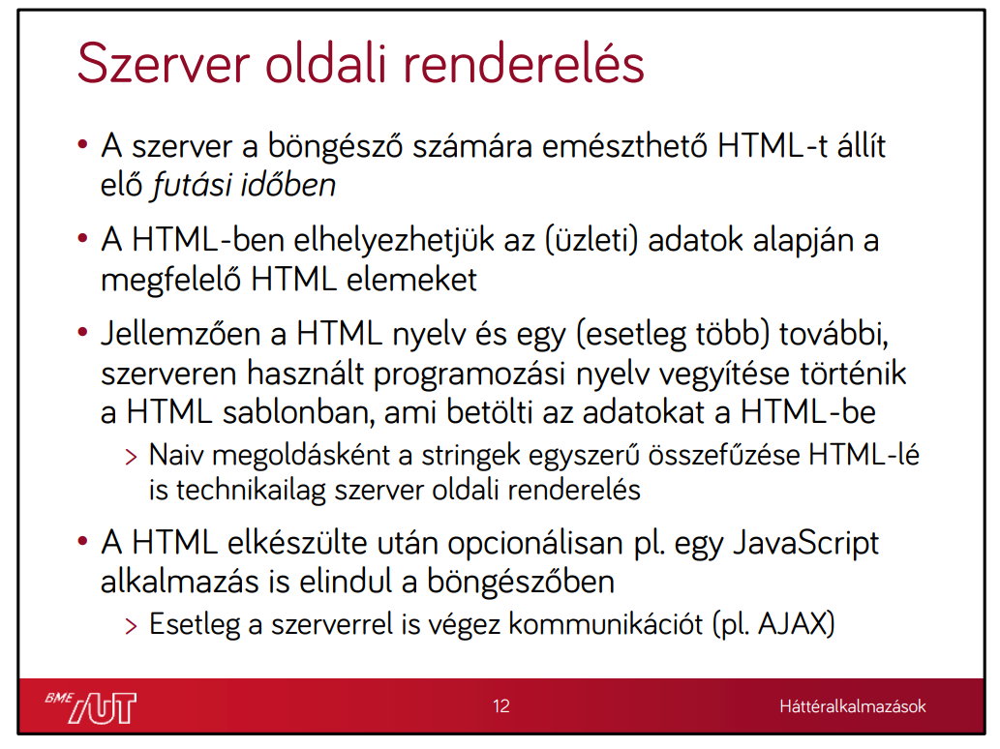 Szerver oldali renderelés
• A szerver a böngésző számára emészthető HTML-t állít
elő futási időben
• A HTML-ben elhelyezhetjük az (üzleti) adatok alapján a
megfelelő HTML elemeket
• Jellemzően a HTML nyelv és egy (esetleg több) további,
szerveren használt programozási nyelv vegyítése történik
a HTML sablonban, ami betölti az adatokat a HTML-be
> Naiv megoldásként a stringek egyszerű összefűzése HTML-lé
is technikailag szerver oldali renderelés
• A HTML elkészülte után opcionálisan pl. egy JavaScript
alkalmazás is elindul a böngészőben
> Esetleg a szerverrel is végez kommunikációt (pl. AJAX)
BME AUT
12
Háttéralkalmazások